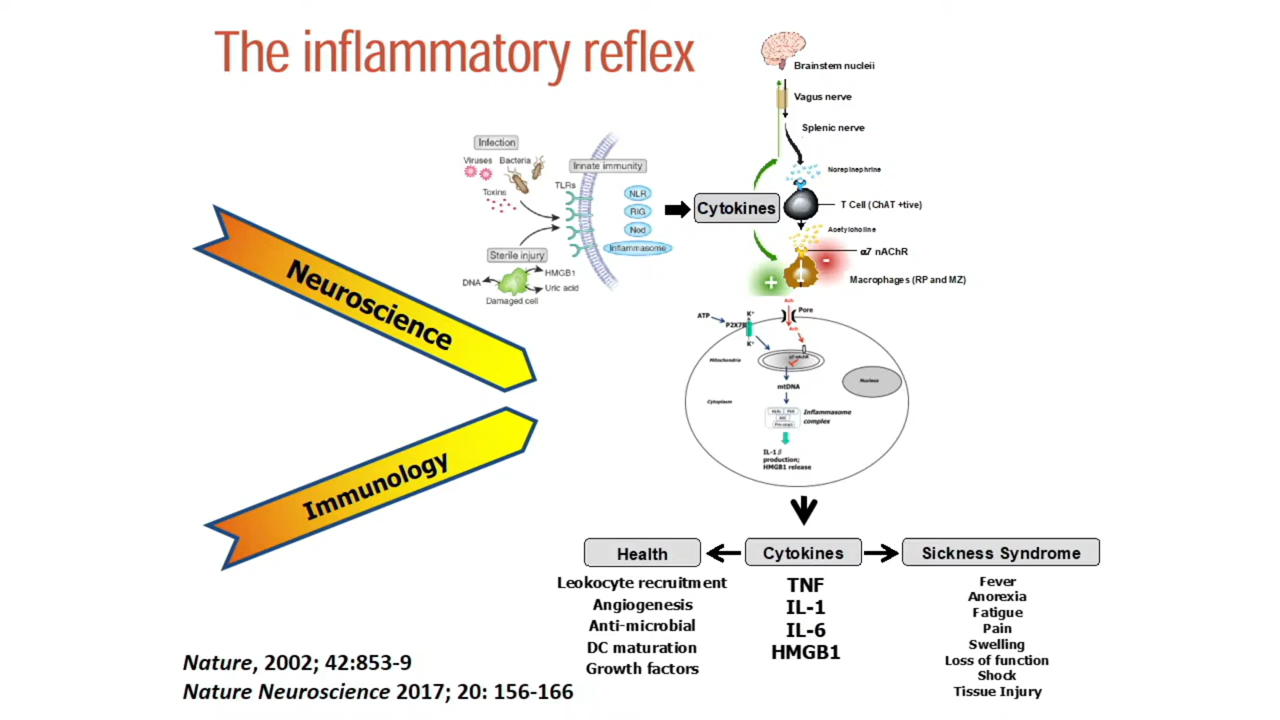 The inflammatory reflex
Brainstem nucleii
Vagus nerve
Splenic nerve
Norepinephrine
T Cell (ChAT +tive)
Acetylcholine
α7 nAChR
Macrophages (RP and MZ)
+
-
Infection
Viruses
Bacteria
Toxins
TLRs
Innate immunity
NLR
RIG
Nod
Inflammasome
Sterile injury
DNA
HMGB1
Uric acid
Damaged cell
Cytokines
Neuroscience
Immunology
Ach
Pore
Ach
ATP
K⁺
P2X7R
K⁺
Mitochondria
mtDNA
Nucleus
Cytoplasm
Inflammasome
complex
IL-1 β
production;
HMGB1 release
Health
Leokocyte recruitment
Angiogenesis
Anti-microbial
DC maturation
Growth factors
Cytokines
TNF
IL-1
IL-6
HMGB1
Sickness Syndrome
Fever
Anorexia
Fatigue
Pain
Swelling
Loss of function
Shock
Tissue Injury
Nature, 2002; 42:853-9
Nature Neuroscience 2017; 20: 156-166